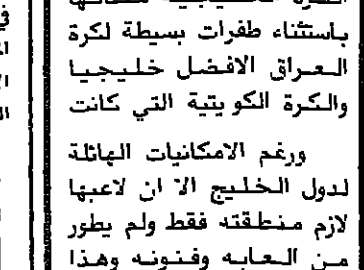 باستثناء طفرات بسيطة لكرة
العراق الافضل خليجيا
والكرة الكويتية التي كانت
ورغم الامكانيات الهائلة
لدول الخليج الا ان لاعبها
لازم منطقته فقط ولم يطور
من العابه وفنونه وهذا